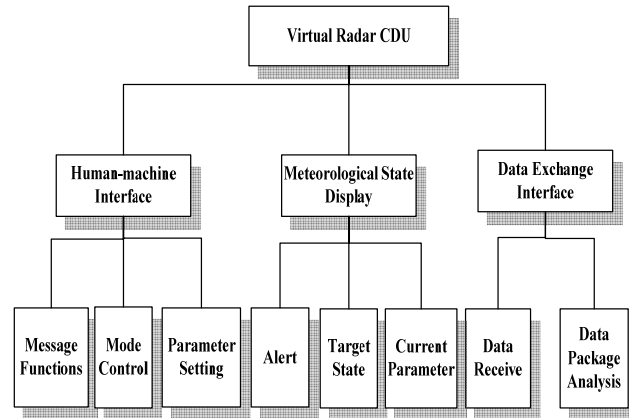 Virtual Radar CDU
Human-machine
Interface
Meteorological State
Display
Data Exchange
Interface
Message
Functions
Mode
Control
Parameter
Setting
Alert
Target
State
Current
Parameter
Data
Receive
Data
Package
Analysis